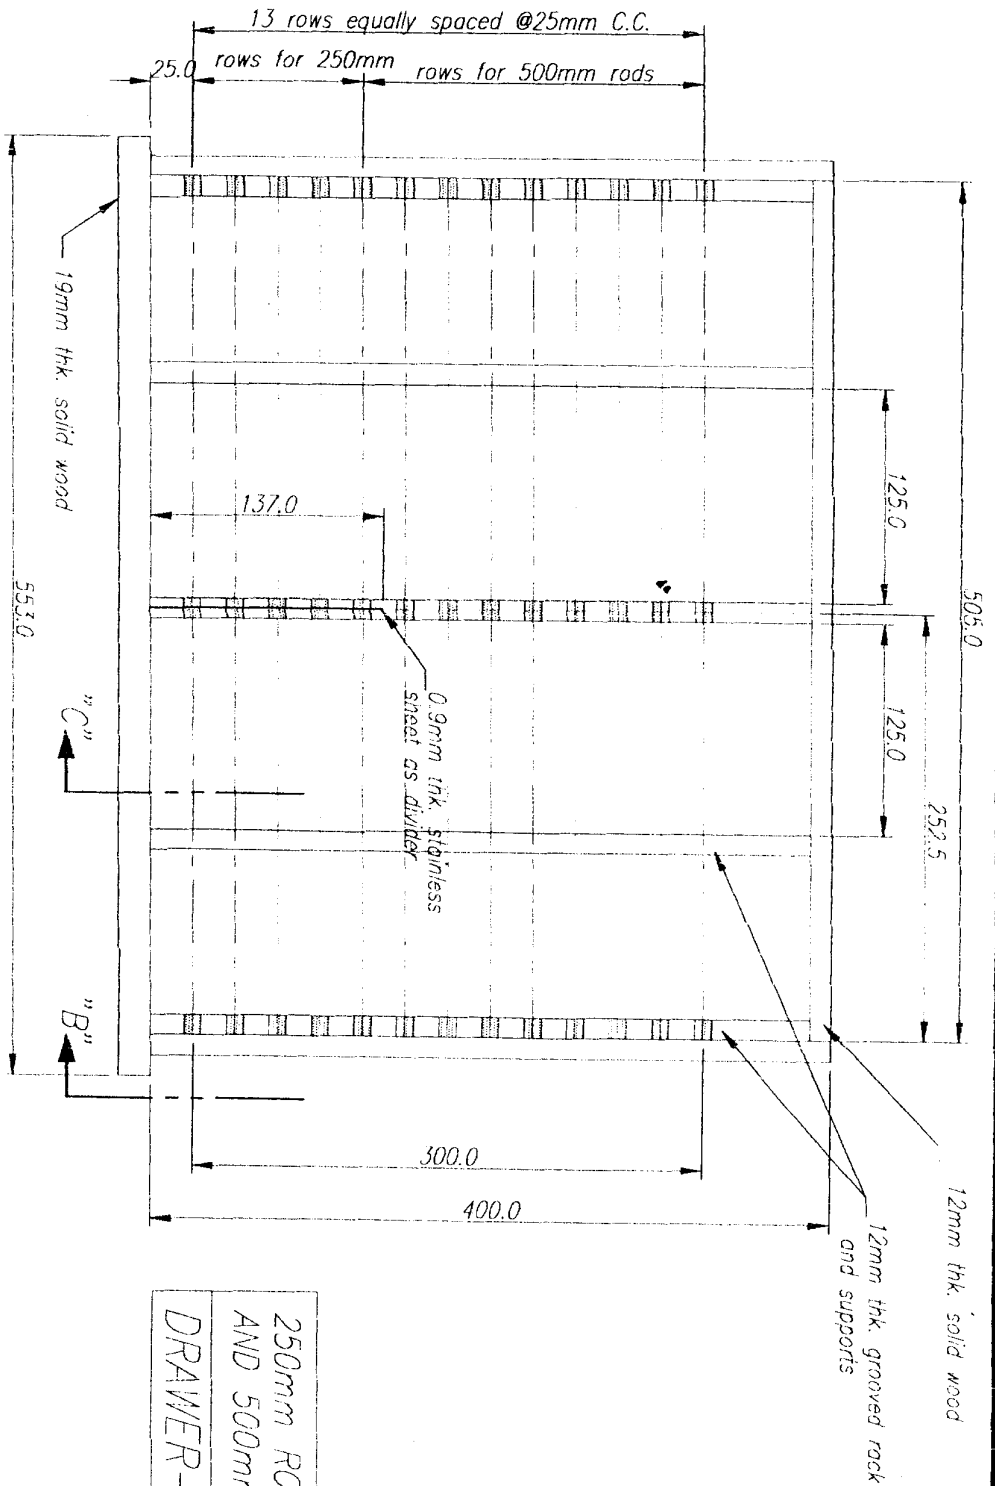 13 rows equally spaced @25mm C.C.
25.0
rows for 250mm
rows for 500mm rods
19mm thk. solid wood
553.0
137.0
125.0
505.0
125.0
252.5
0.9mm thk. stainless
sheet as divider
"C"
"B"
300.0
400.0
12mm thk. solid wood
12mm thk. grooved rack
and supports
250mm RO
AND 500mm
DRAWER-